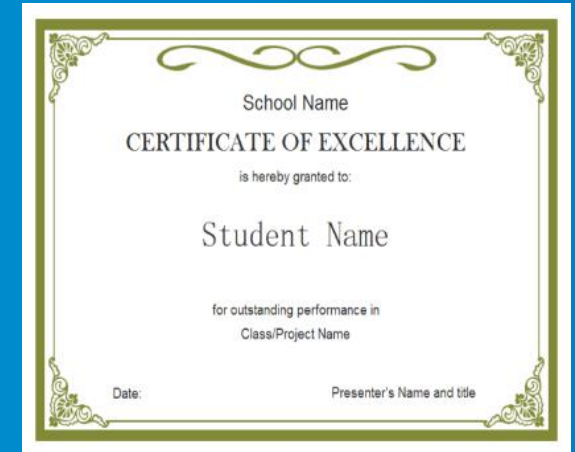 School Name
CERTIFICATE OF EXCELLENCE
is hereby granted to:
Student Name
for outstanding performance in
Class/Project Name
Date: Presenter's Name and title